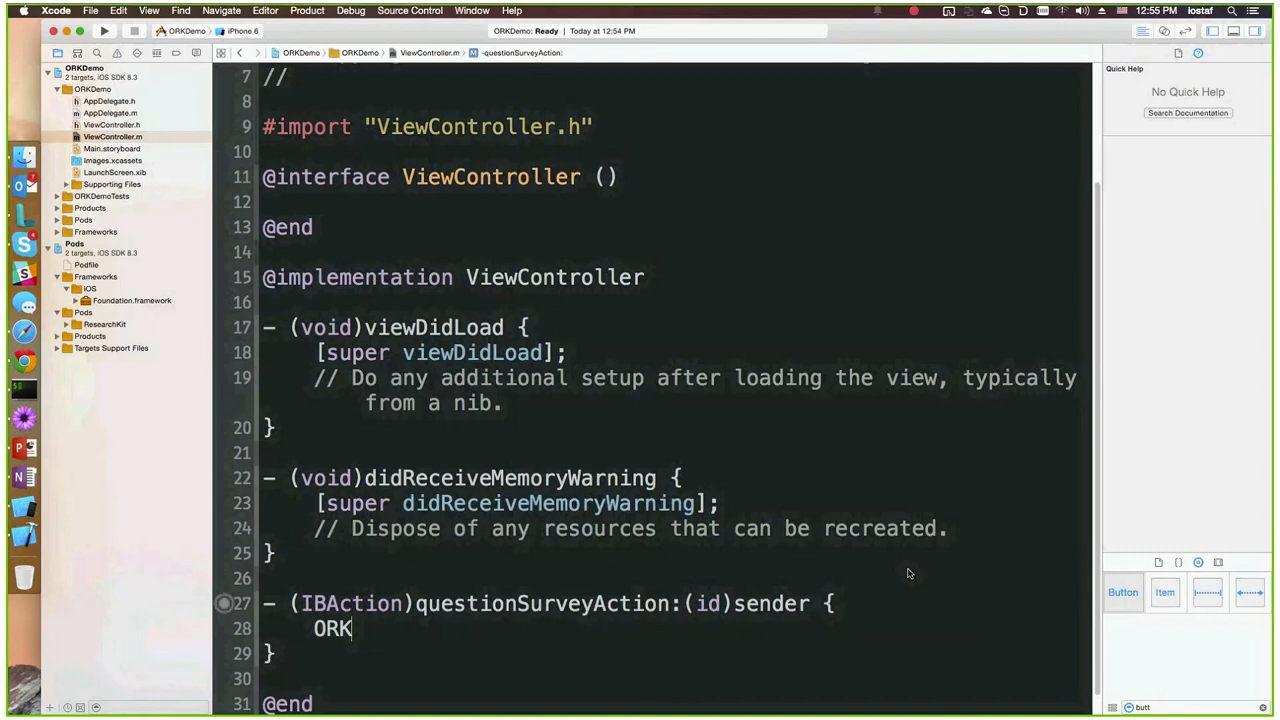 Xcode File Edit View Find Navigate Editor Product Debug Source Control Window Help 12:55 PM iostaf
ORKDemo iPhone 6 ORKDemo: Ready Today at 12:54 PM
ORKDemo ORKDemo ViewController.m M -questionSurveyAction:
ORKDemo
2 targets, iOS SDK 8.3
ORKDemo
AppDelegate.h
AppDelegate.m
ViewController.h
ViewController.m
Main.storyboard
Images.xcassets
LaunchScreen.xib
Supporting Files
ORKDemoTests
Products
Pods
Frameworks
Pods
2 targets, iOS SDK 8.3
Podfile
Frameworks
iOS
Foundation.framework
Pods
ResearchKit
Products
Targets Support Files
7 //
8
9 #import "ViewController.h"
10
11 @interface ViewController ()
12
13 @end
14
15 @implementation ViewController
16
17 - (void)viewDidLoad {
18 [super viewDidLoad];
19 // Do any additional setup after loading the view, typically
from a nib.
20 }
21
22 - (void)didReceiveMemoryWarning {
23 [super didReceiveMemoryWarning];
24 // Dispose of any resources that can be recreated.
25 }
26
27 - (IBAction)questionSurveyAction:(id)sender {
28 ORK
29 }
30
31 @end
Quick Help
No Quick Help
Search Documentation
Button Item
butt